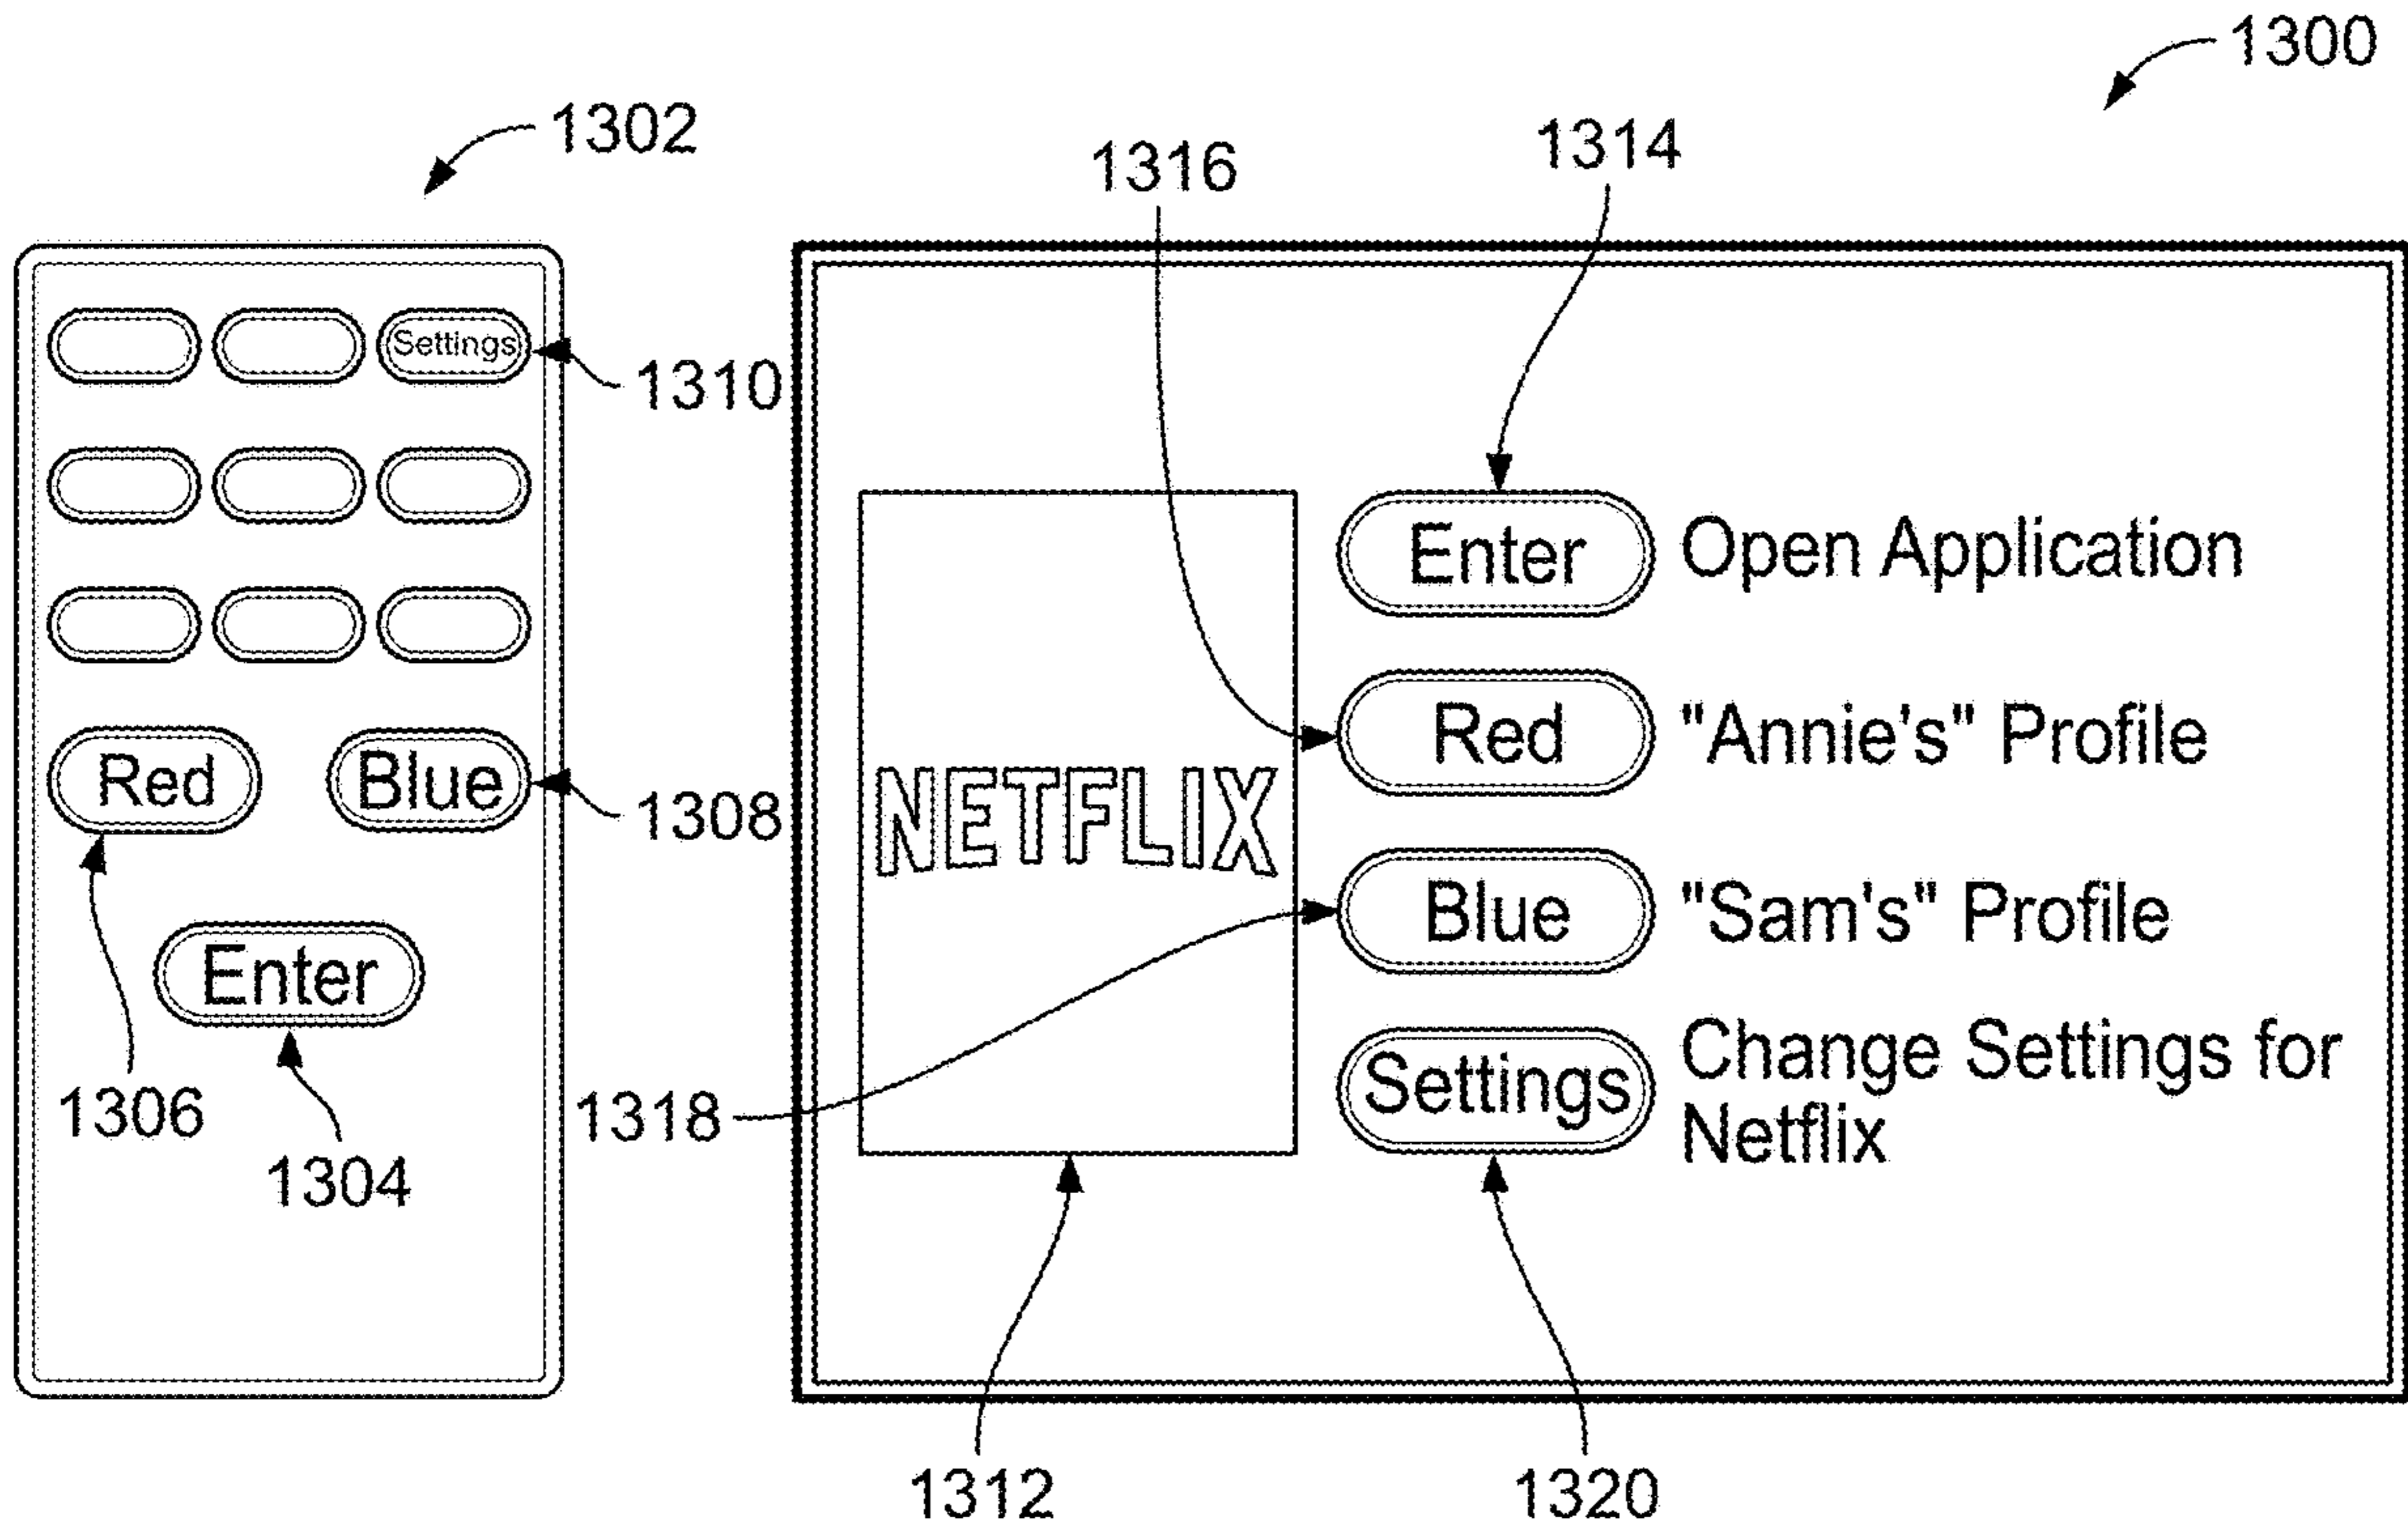 1300
1302
1314
1316
Settings
1310
Enter Open Application
Red "Annie's" Profile
Red Blue
1308
NETFLIX
Blue "Sam's" Profile
Enter
Settings Change Settings for
Netflix
1306
1318
1304
1312
1320